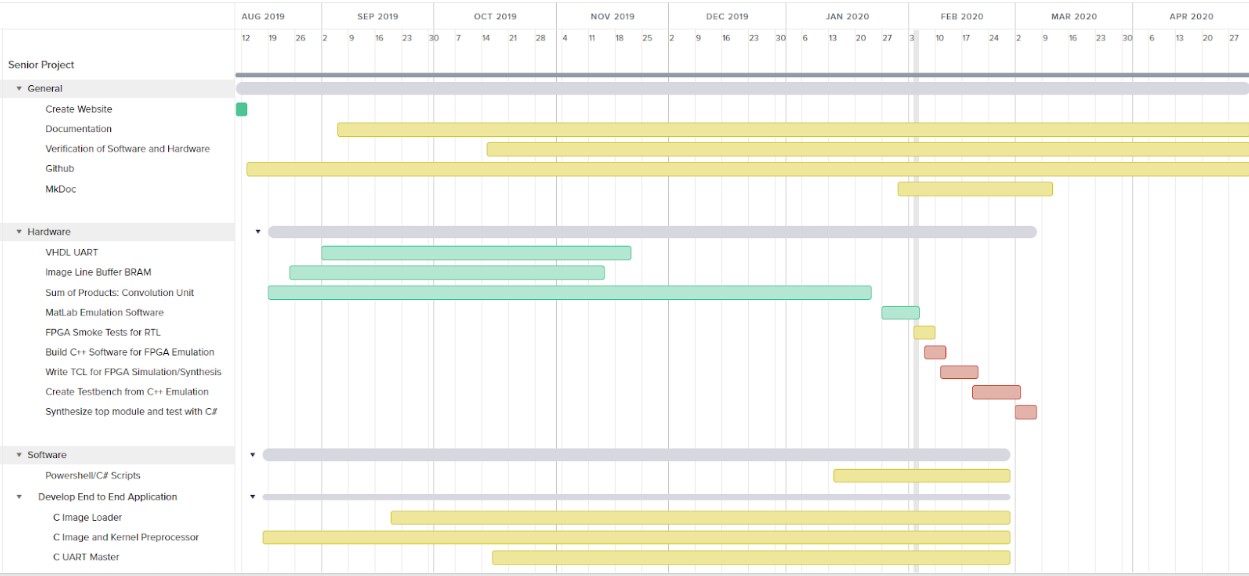 AUG 2019 SEP 2019 OCT 2019 NOV 2019 DEC 2019 JAN 2020 FEB 2020 MAR 2020 APR 2020
12 19 26 2 9 16 23 30 7 14 21 28 4 11 18 25 2 9 16 23 30 6 13 20 27 3 10 17 24 2 9 16 23 30 6 13 20 27
Senior Project
General
Create Website
Documentation
Verification of Software and Hardware
Github
MkDoc
Hardware
VHDL UART
Image Line Buffer BRAM
Sum of Products: Convolution Unit
MatLab Emulation Software
FPGA Smoke Tests for RTL
Build C++ Software for FPGA Emulation
Write TCL for FPGA Simulation/Synthesis
Create Testbench from C++ Emulation
Synthesize top module and test with C#
Software
Powershell/C# Scripts
Develop End to End Application
C Image Loader
C Image and Kernel Preprocessor
C UART Master